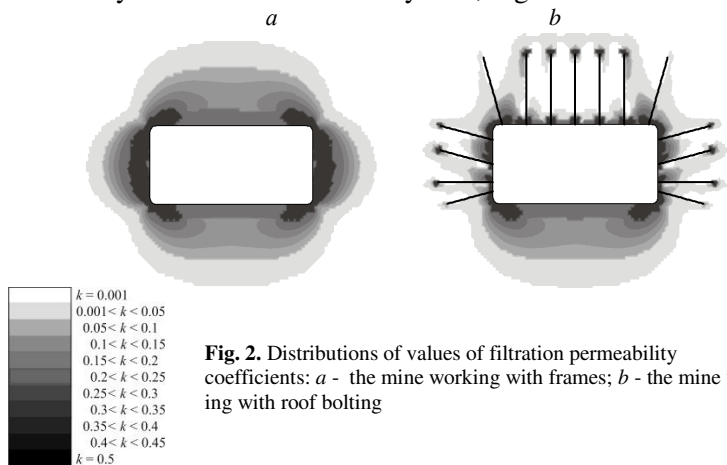 a b
k = 0.001
0.001< k < 0.05
0.05< k < 0.1
0.1< k < 0.15
0.15< k < 0.2
0.2< k < 0.25
0.25< k < 0.3
0.3< k < 0.35
0.35< k < 0.4
0.4< k < 0.45
k = 0.5
Fig. 2. Distributions of values of filtration permeability
coefficients: a - the mine working with frames; b - the mine
ing with roof bolting